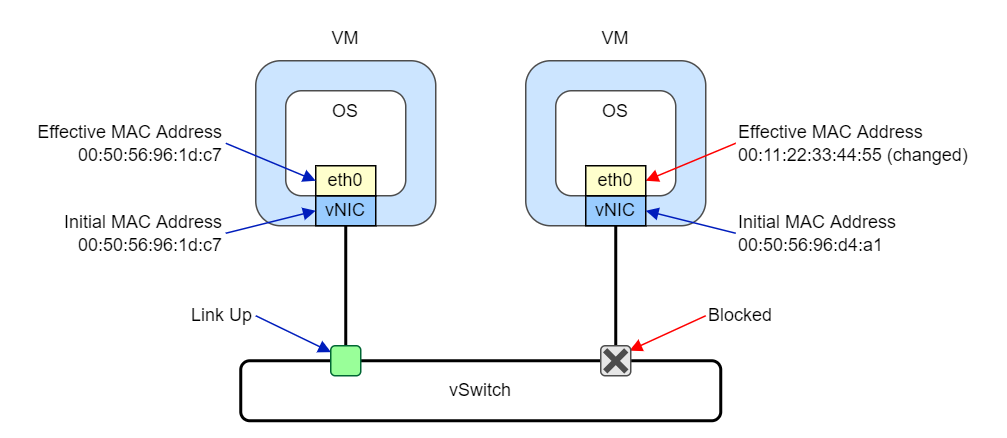 VM
VM
OS
OS
Effective MAC Address
00:50:56:96:1d:c7
Effective MAC Address
00:11:22:33:44:55 (changed)
eth0
eth0
vNIC
vNIC
Initial MAC Address
00:50:56:96:1d:c7
Initial MAC Address
00:50:56:96:d4:a1
Link Up
Blocked
vSwitch